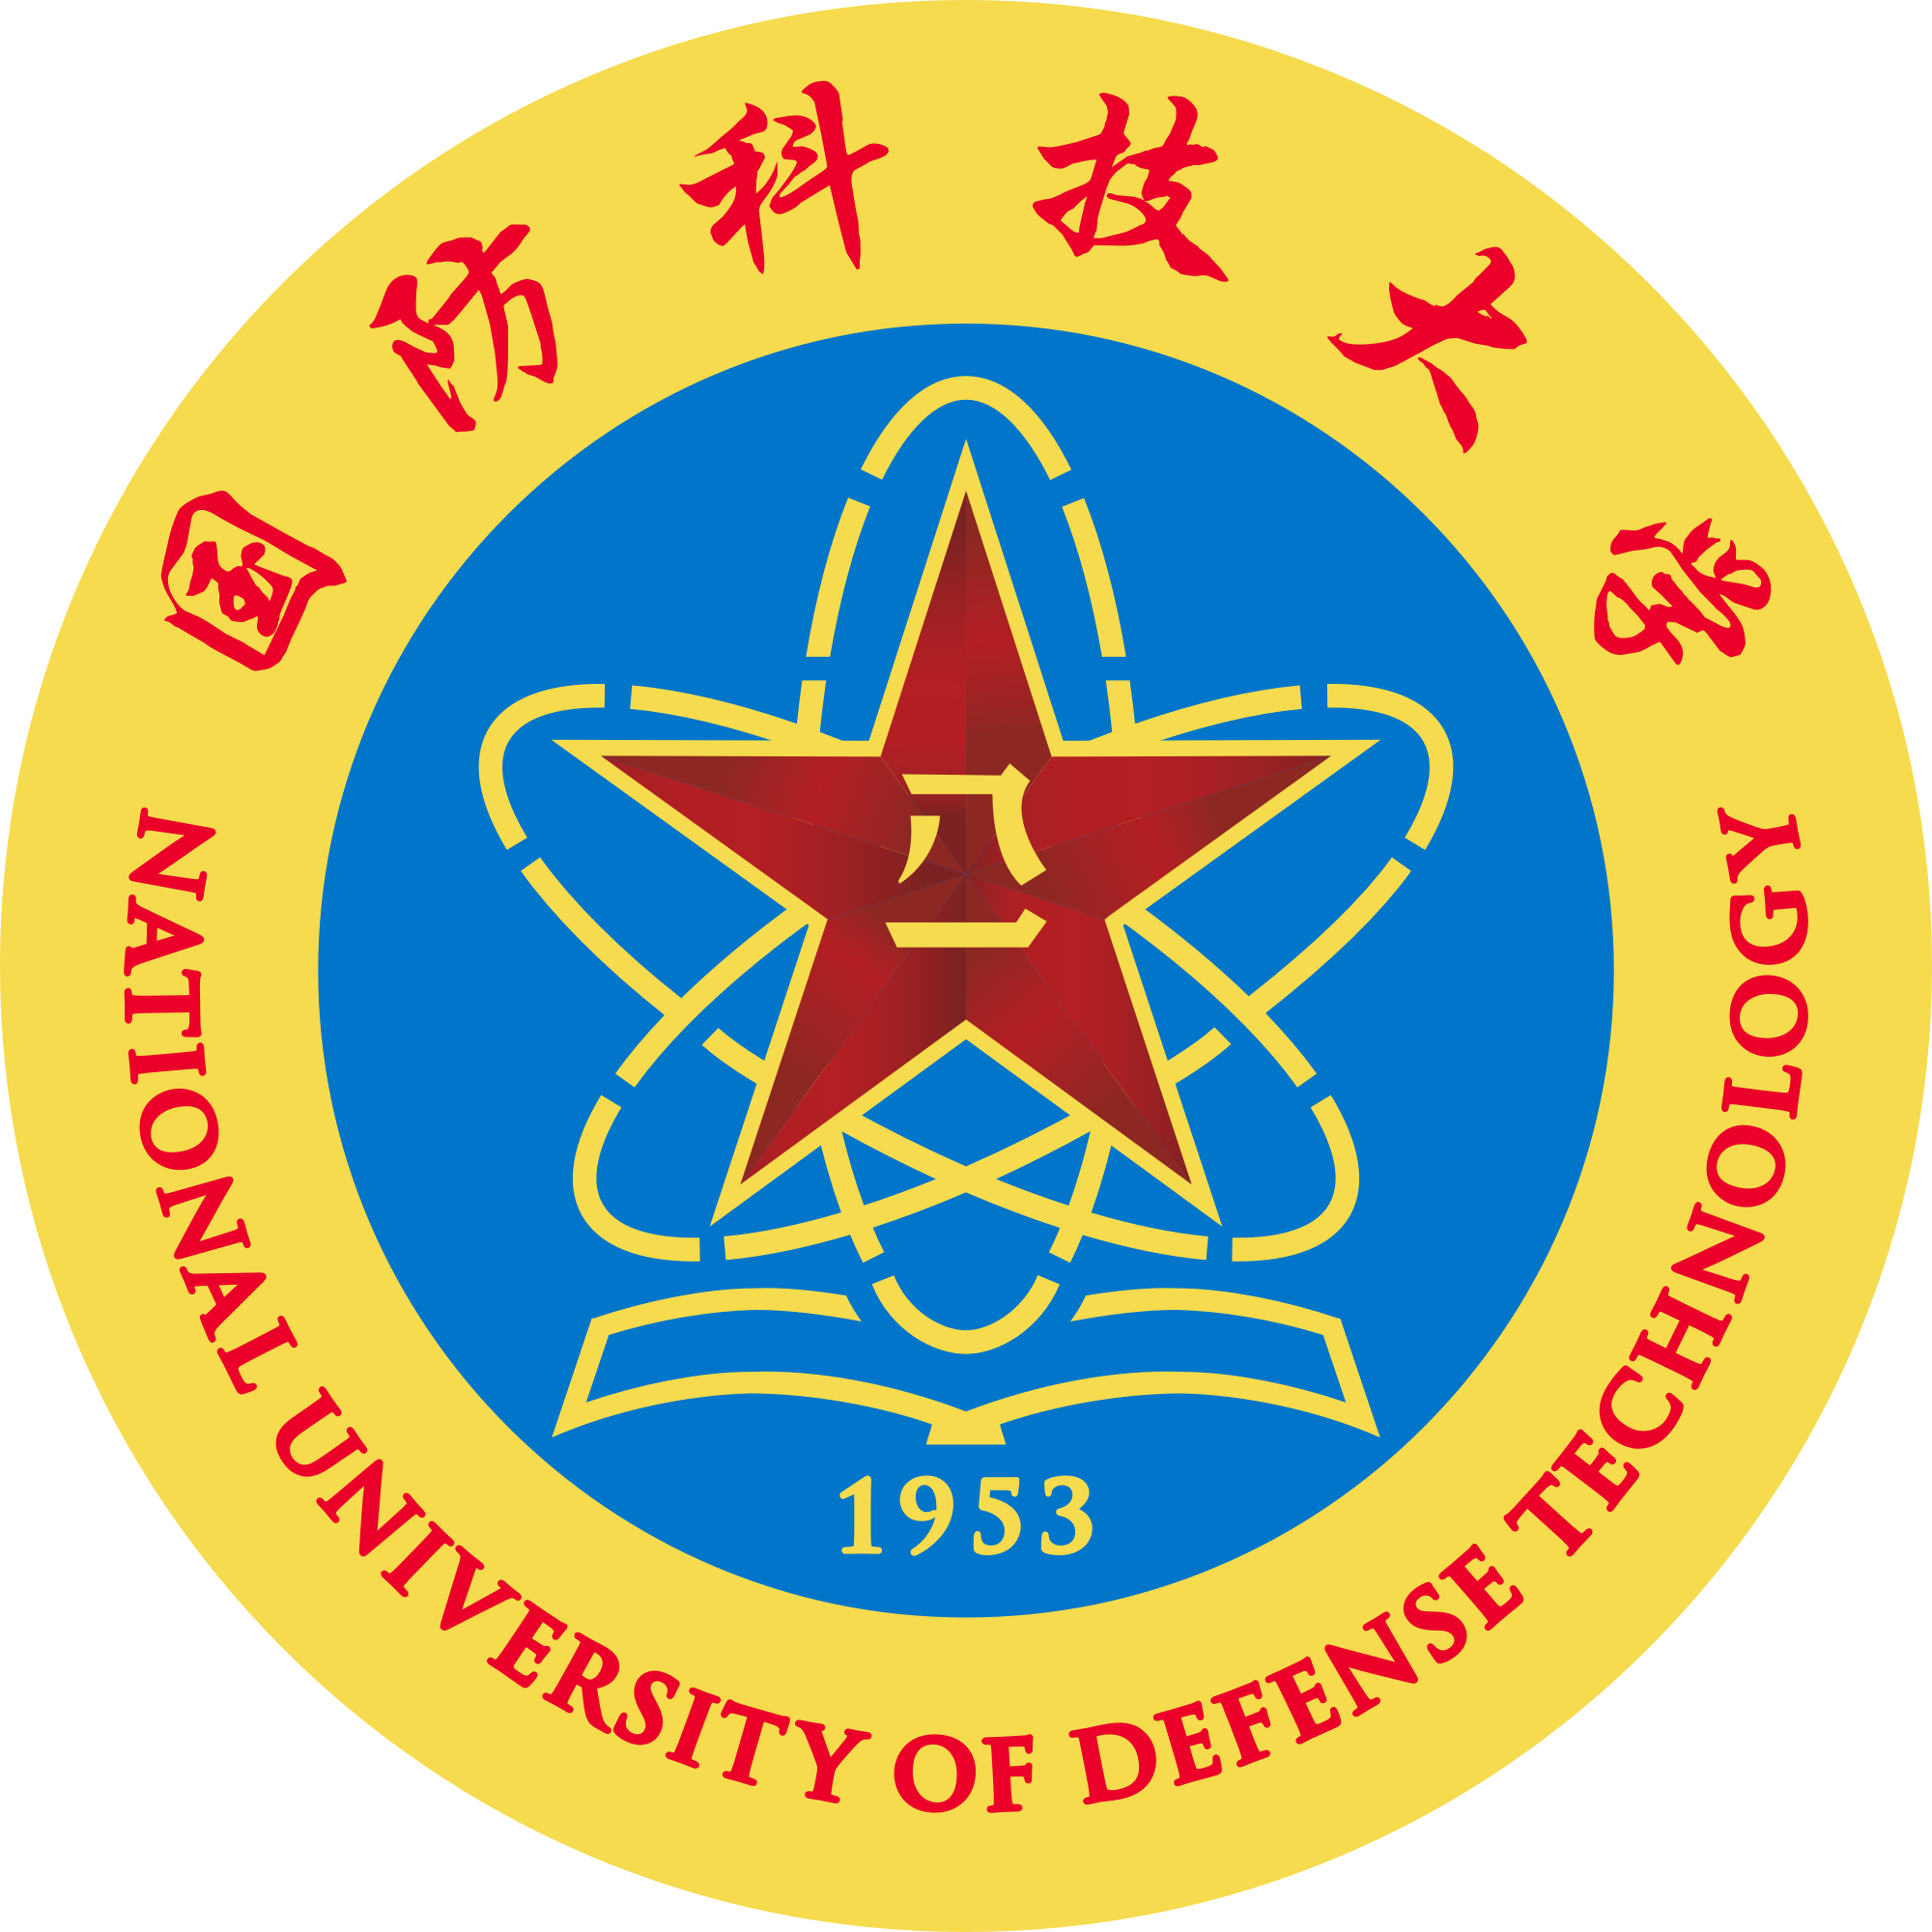 国防科技大学
八一
1953
NATIONAL UNIVERSITY OF DEFENSE TECHNOLOGY